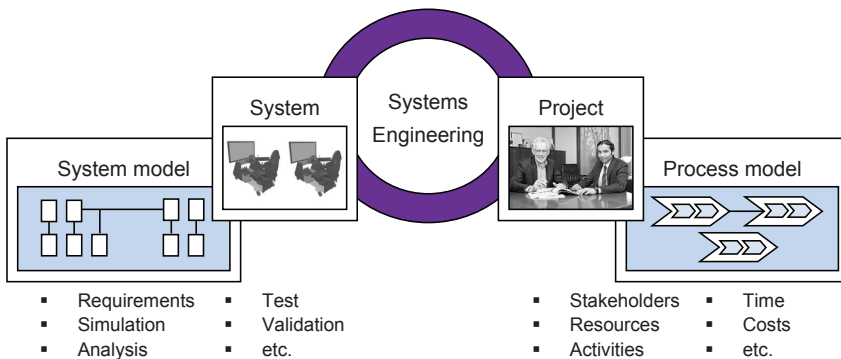 Systems
Engineering
System
Project
System model
Process model
▪ Requirements
▪ Simulation
▪ Analysis
▪ Test
▪ Validation
▪ etc.
▪ Stakeholders
▪ Resources
▪ Activities
▪ Time
▪ Costs
▪ etc.